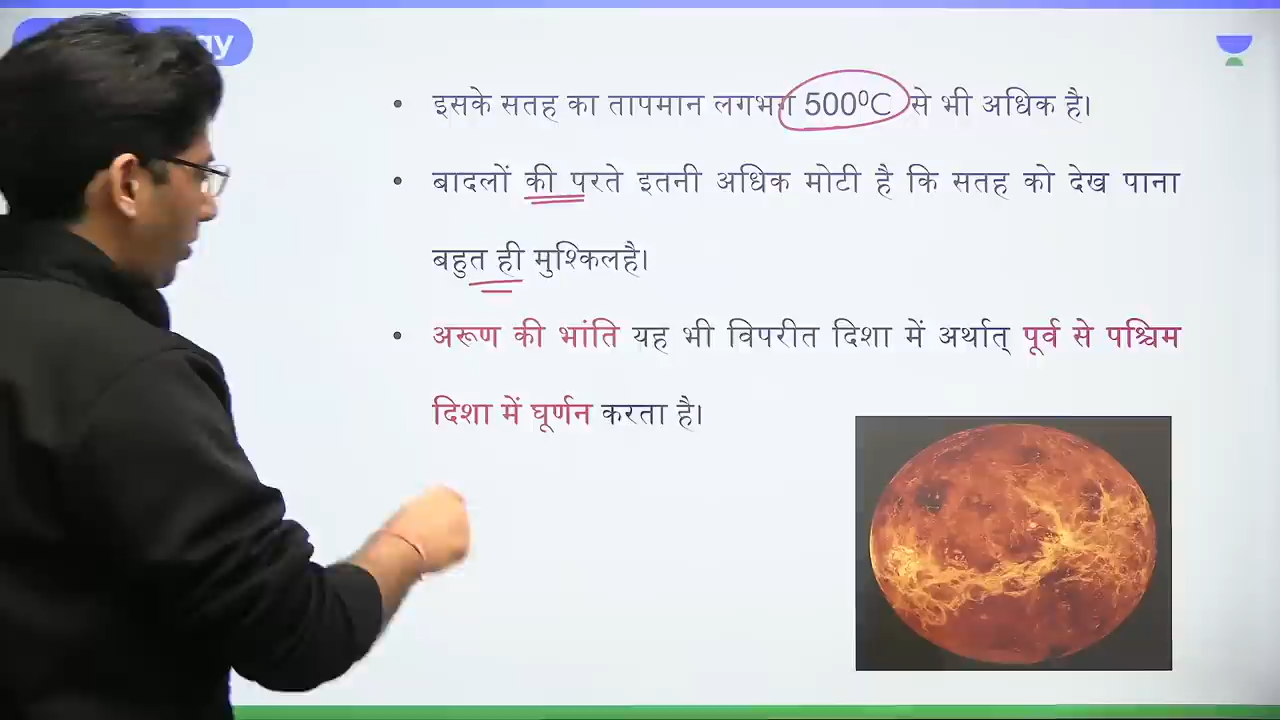 ay
इसके सतह का तापमान लगभग 500⁰C से भी अधिक है।
बादलों की परते इतनी अधिक मोटी है कि सतह को देख पाना
बहुत ही मुश्किलहै।
अरूण की भांति यह भी विपरीत दिशा में अर्थात् पूर्व से पश्चिम
दिशा में घूर्णन करता है।